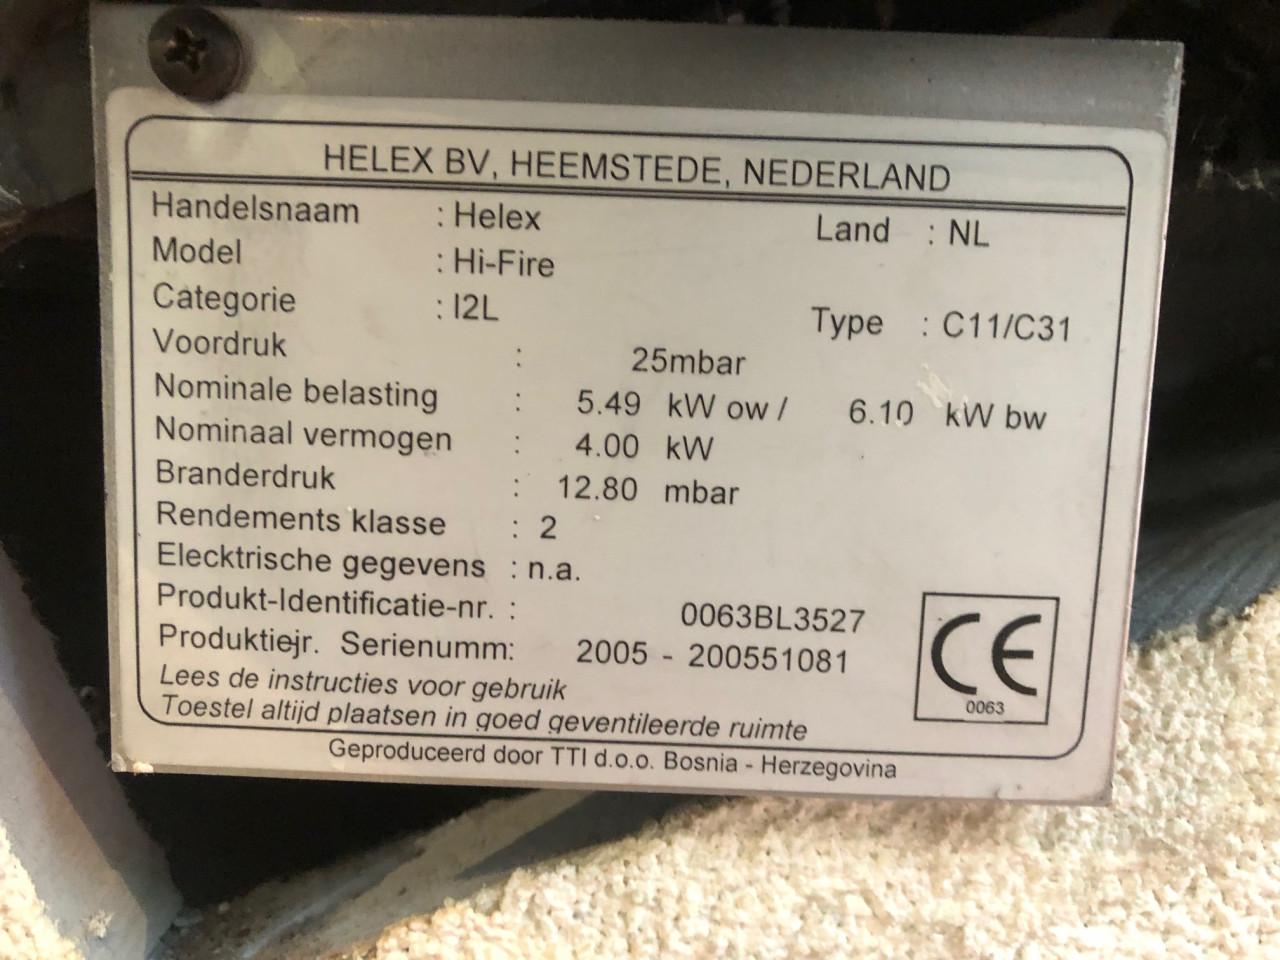 HELEX BV, HEEMSTEDE, NEDERLAND
Handelsnaam : Helex Land : NL
Model : Hi-Fire
Categorie : I2L Type : C11/C31
Voordruk : 25mbar
Nominale belasting : 5.49 kW ow / 6.10 kW bw
Nominaal vermogen : 4.00 kW
Branderdruk : 12.80 mbar
Rendements klasse : 2
Elecktrische gegevens : n.a.
Produkt-Identificatie-nr. : 0063BL3527
Produktiejr. Serienumm: 2005 - 200551081
Lees de instructies voor gebruik
Toestel altijd plaatsen in goed geventileerde ruimte
CE
0063
Geproduceerd door TTI d.o.o. Bosnia - Herzegovina